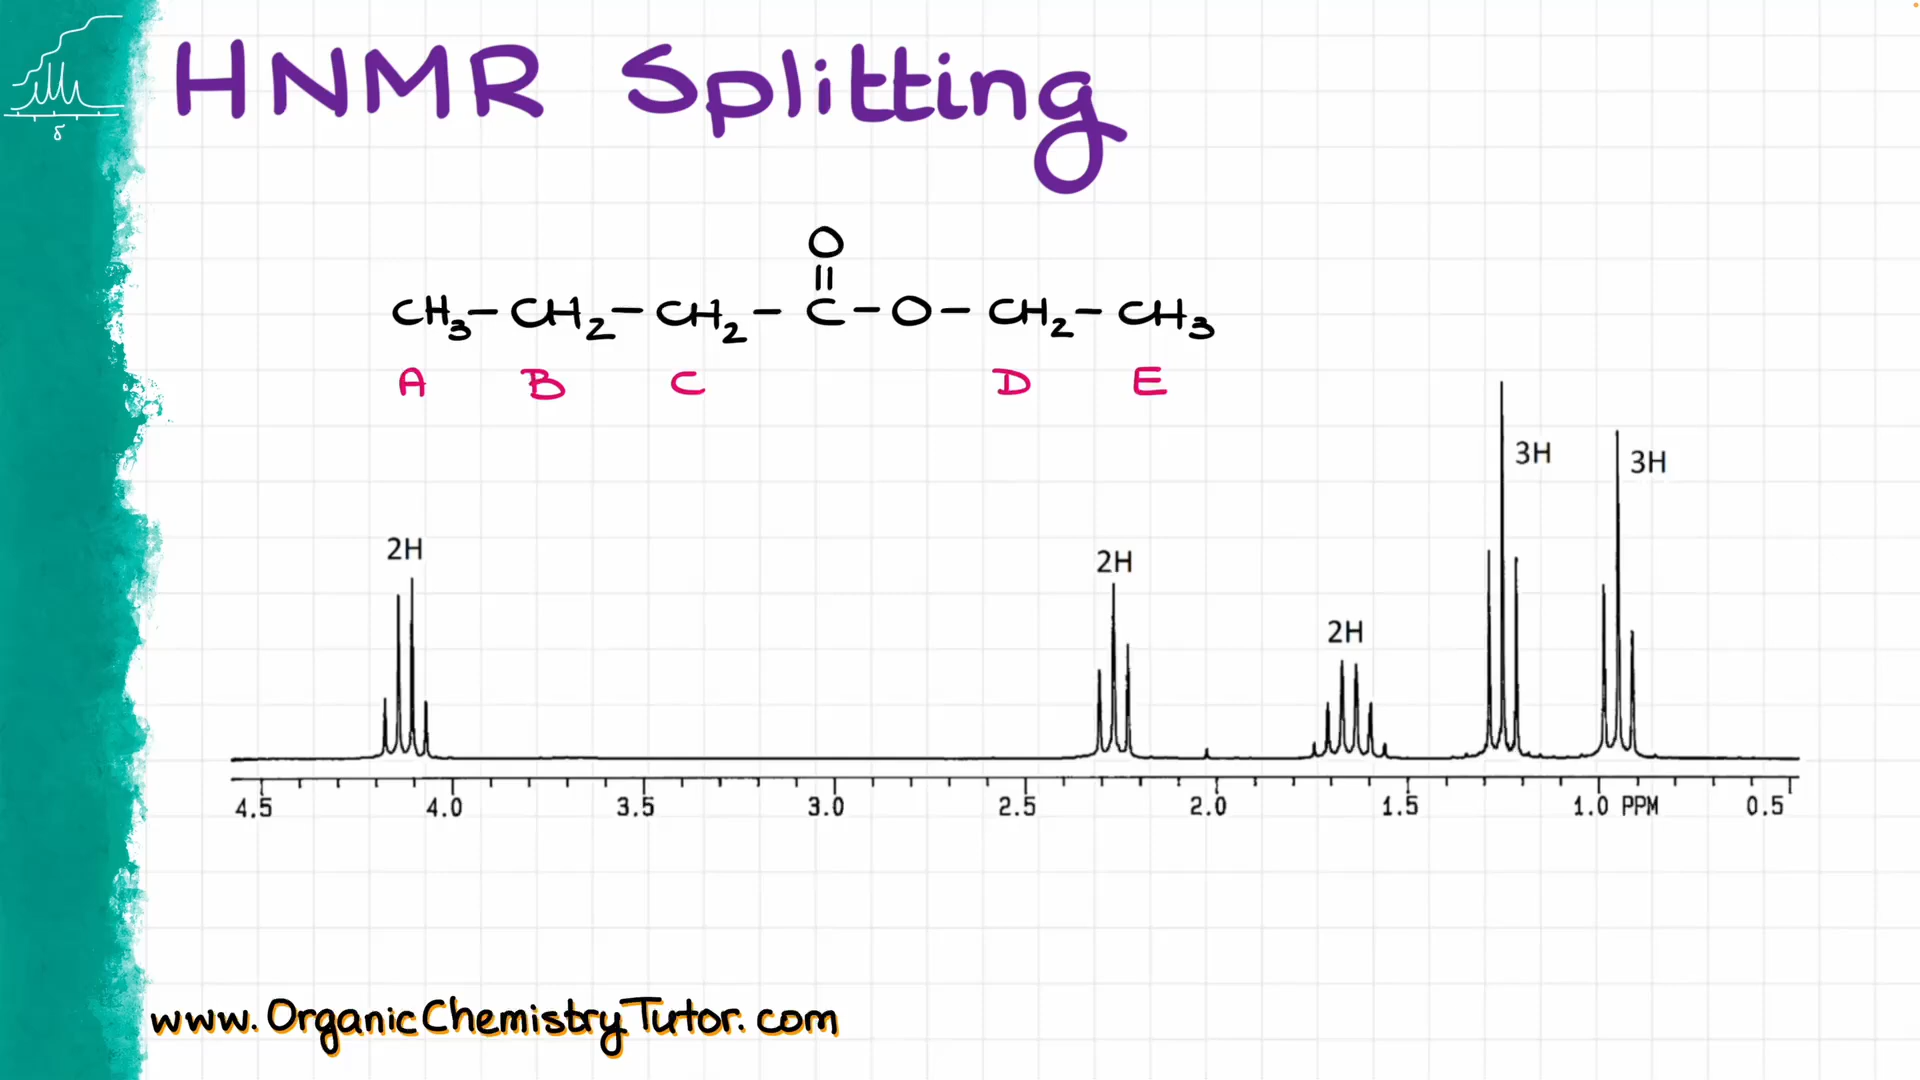 δ
HNMR Splitting
O
||
CH₃ – CH₂ – CH₂ – C – O – CH₂ – CH₃
A B C D E
3H
3H
2H
2H
2H
4.5 4.0 3.5 3.0 2.5 2.0 1.5 1.0 PPM 0.5
www.OrganicChemistryTutor.com